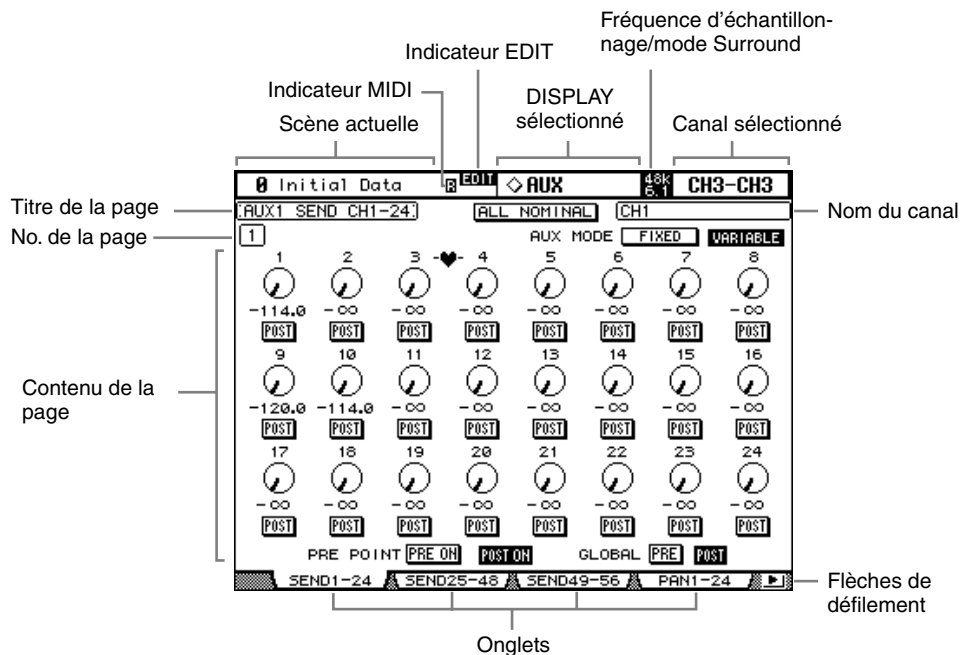 Fréquence d'échantillon-
nage/mode Surround
Indicateur EDIT
Indicateur MIDI
DISPLAY
sélectionné
Scène actuelle
Canal sélectionné
0 Initial Data
R
EDIT
AUX
48k
6.1
CH3-CH3
Titre de la page
AUX1 SEND CH1-24
ALL NOMINAL
CH1
Nom du canal
No. de la page
1
AUX MODE FIXED VARIABLE
1 2 3 4 5 6 7 8
-114.0 -∞ -∞ -∞ -∞ -∞ -∞ -∞
POST POST POST POST POST POST POST POST
9 10 11 12 13 14 15 16
Contenu de la
page
-120.0 -114.0 -∞ -∞ -∞ -∞ -∞ -∞
POST POST POST POST POST POST POST POST
17 18 19 20 21 22 23 24
-∞ -∞ -∞ -∞ -∞ -∞ -∞ -∞
POST POST POST POST POST POST POST POST
PRE POINT PRE ON POST ON GLOBAL PRE POST
SEND1-24 SEND25-48 SEND49-56 PAN1-24
Flèches de
défilement
Onglets